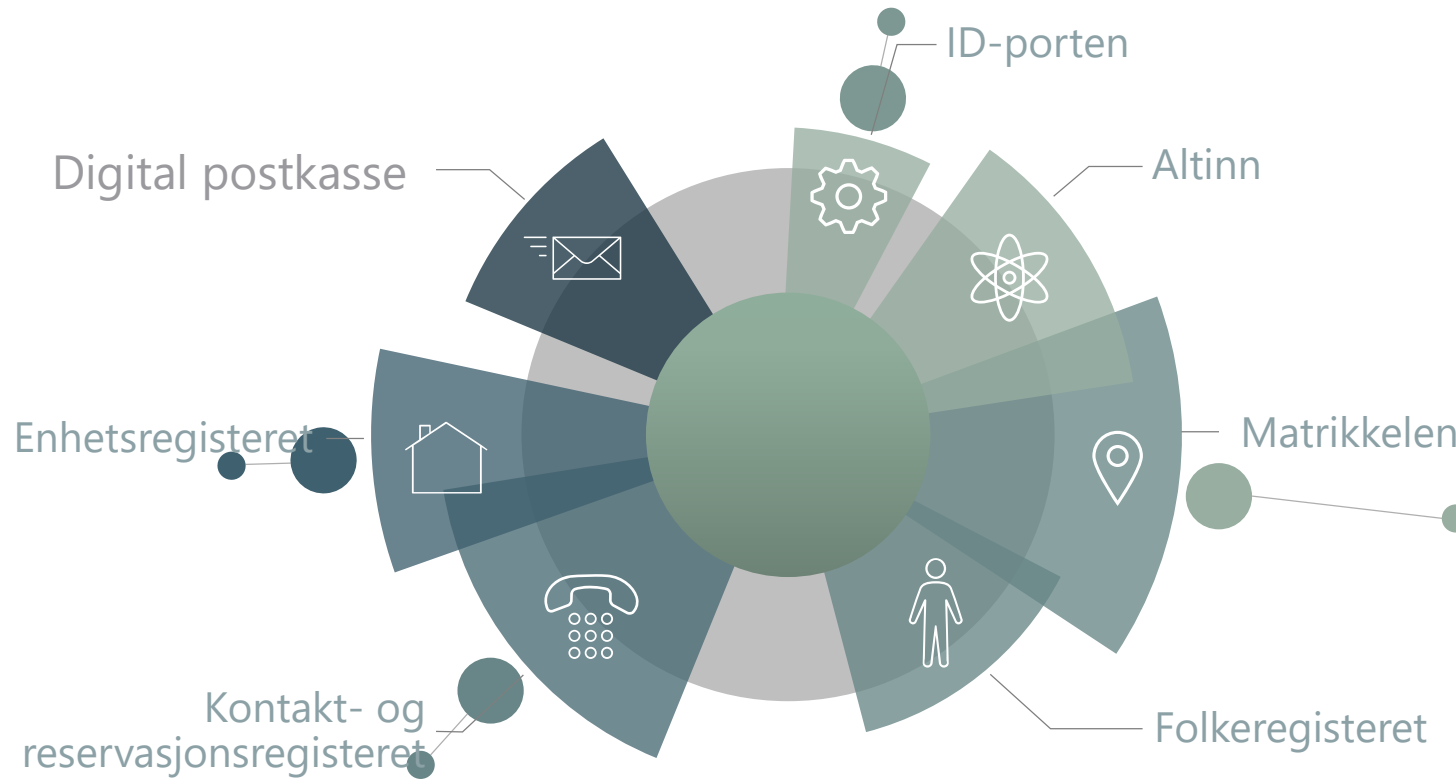 ID-porten
Digital postkasse
Altinn
Enhetsregisteret
Matrikkelen
Kontakt- og
reservasjonsregisteret
Folkeregisteret